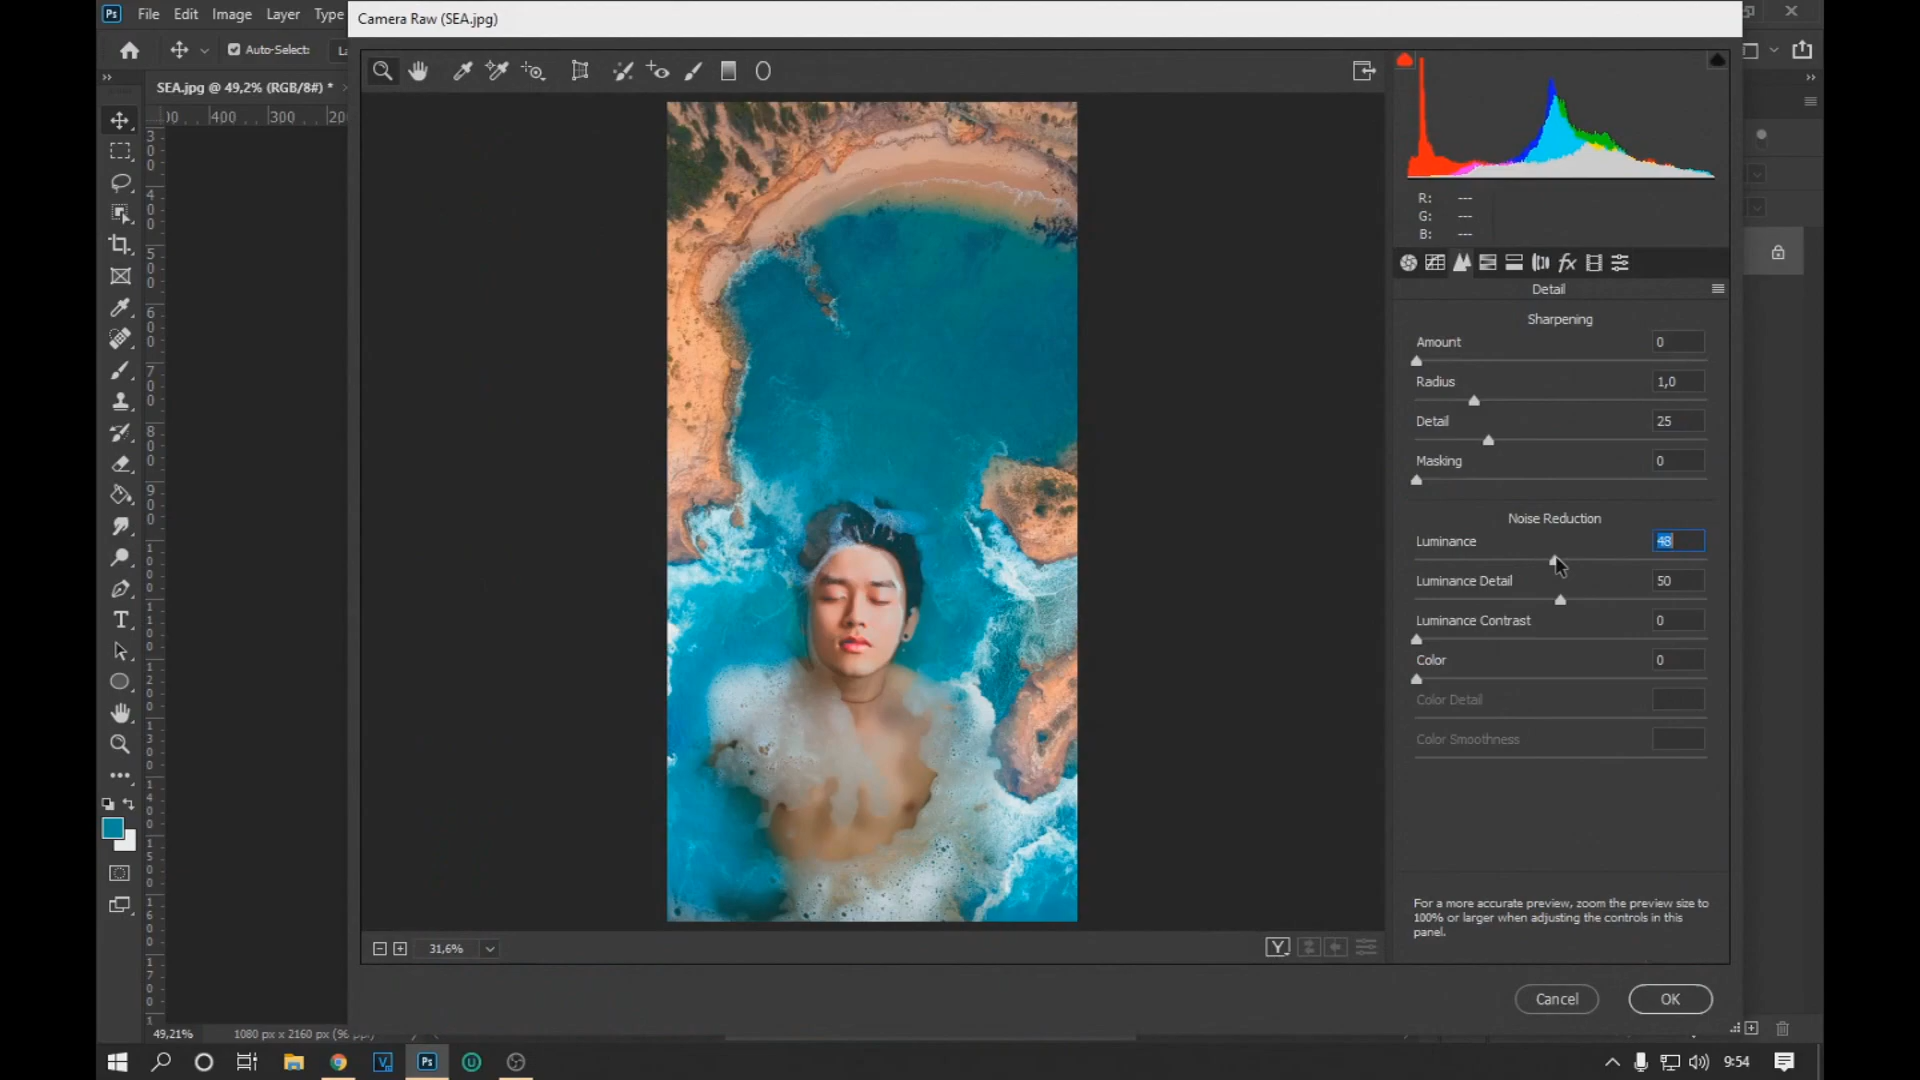 Camera Raw (SEA.jpg)
Ps File Edit Image Layer Type
Auto-Select:
SEA.jpg @ 49,2% (RGB/8#) *
400 300
R: ---
G: ---
B: ---
fx
Detail
Sharpening
Amount 0
Radius 1,0
Detail 25
Masking 0
Noise Reduction
Luminance 48
Luminance Detail 50
Luminance Contrast 0
Color 0
Color Detail
Color Smoothness
For a more accurate preview, zoom the preview size to
100% or larger when adjusting the controls in this
panel.
31,6%
Y
Cancel OK
49,21% 1080 px x 2160 px
Ps
9:54